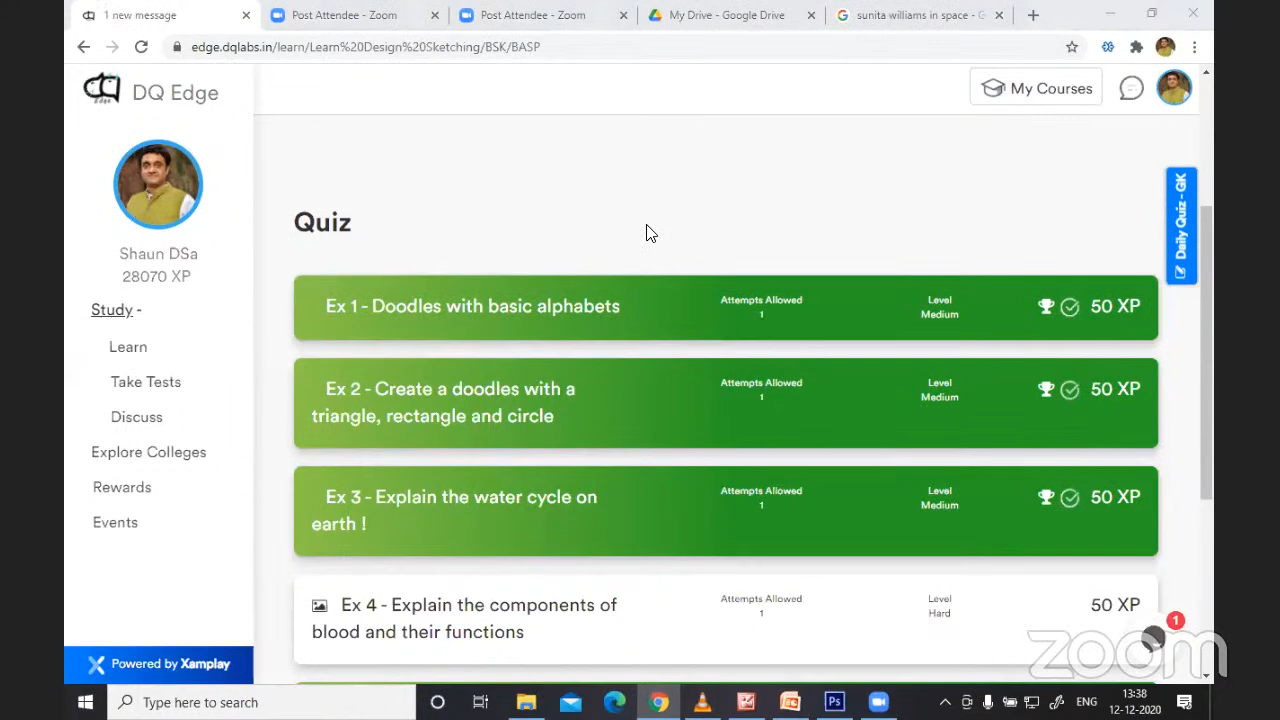 1 new message
Post Attendee - Zoom
Post Attendee - Zoom
My Drive - Google Drive
sunita williams in space - G
edge.dqlabs.in/learn/Learn%20Design%20Sketching/BSK/BASP
Edge
DQ Edge
My Courses
Shaun DSa
28070 XP
Study -
Learn
Take Tests
Discuss
Explore Colleges
Rewards
Events
Powered by Xamplay
Daily Quiz - GK
Quiz
Ex 1 - Doodles with basic alphabets
Attempts Allowed
1
Level
Medium
50 XP
Ex 2 - Create a doodles with a
triangle, rectangle and circle
Attempts Allowed
1
Level
Medium
50 XP
Ex 3 - Explain the water cycle on
earth !
Attempts Allowed
1
Level
Medium
50 XP
Ex 4 - Explain the components of
blood and their functions
Attempts Allowed
1
Level
Hard
50 XP
1
zoom
Type here to search
Ps
ENG
13:38
12-12-2020